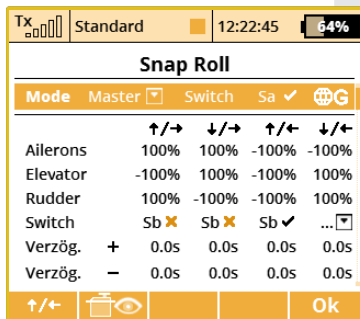 Tx Standard 12:22:45 64%
Snap Roll
Mode Master Switch Sa ✔ G
↑/→ ↓/→ ↑/← ↓/←
Ailerons 100% 100% -100% -100%
Elevator -100% 100% -100% 100%
Rudder 100% -100% -100% 100%
Switch Sb ✖ Sb ✖ Sb ✔ ...
Verzög. + 0.0s 0.0s 0.0s 0.0s
Verzög. − 0.0s 0.0s 0.0s 0.0s
↑/← Ok